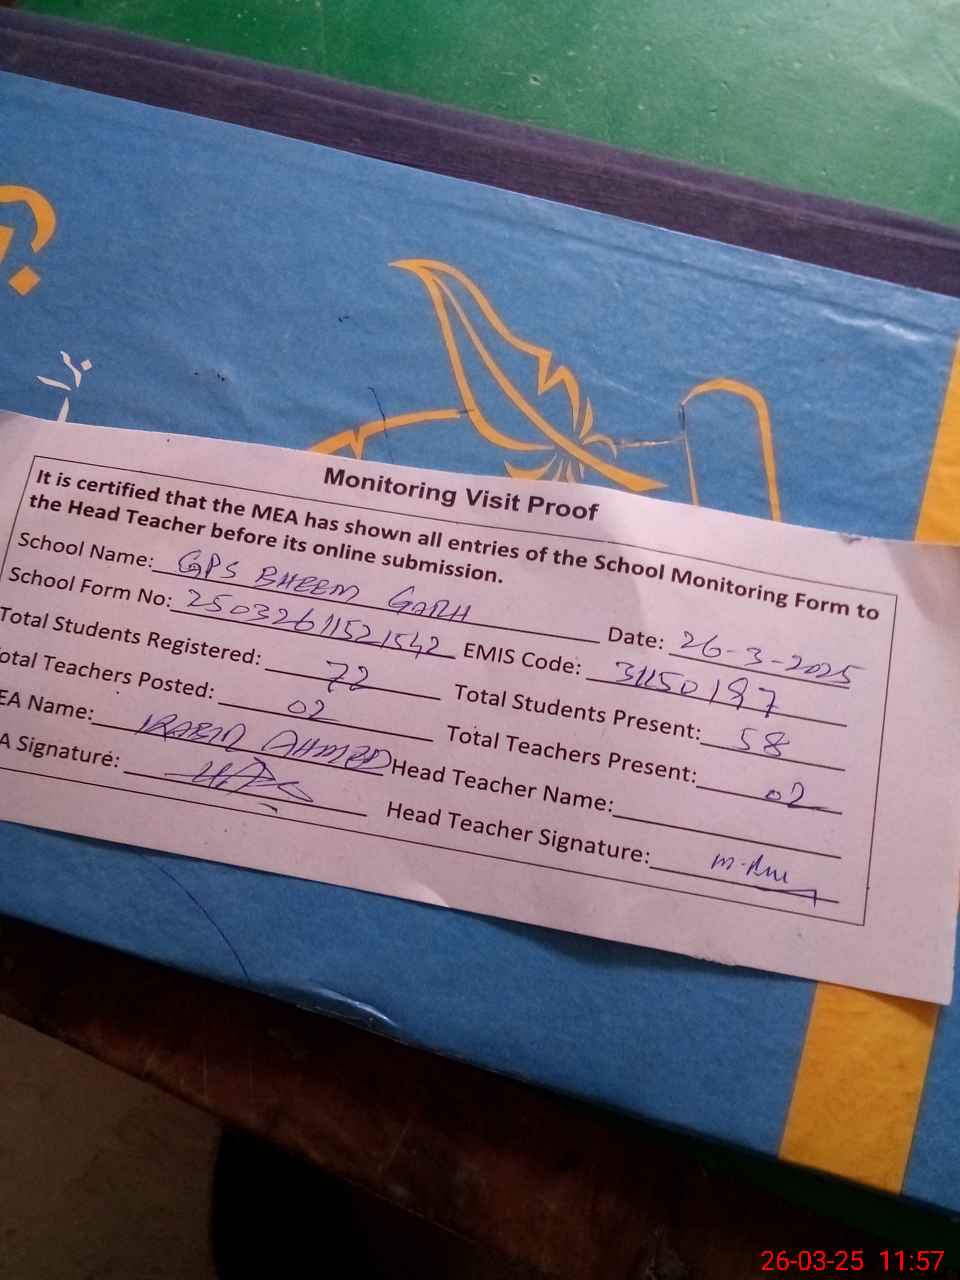 Monitoring Visit Proof
It is certified that the MEA has shown all entries of the School Monitoring Form to
the Head Teacher before its online submission.
School Name: GPS BHEEM GARH Date: 26-3-2025
School Form No: 25032611521542 EMIS Code: 31150197
Total Students Registered: 72 Total Students Present: 58
otal Teachers Posted: 02 Total Teachers Present: 02
EA Name: AHMED Head Teacher Name:
A Signature: Head Teacher Signature:
26-03-25 11:57